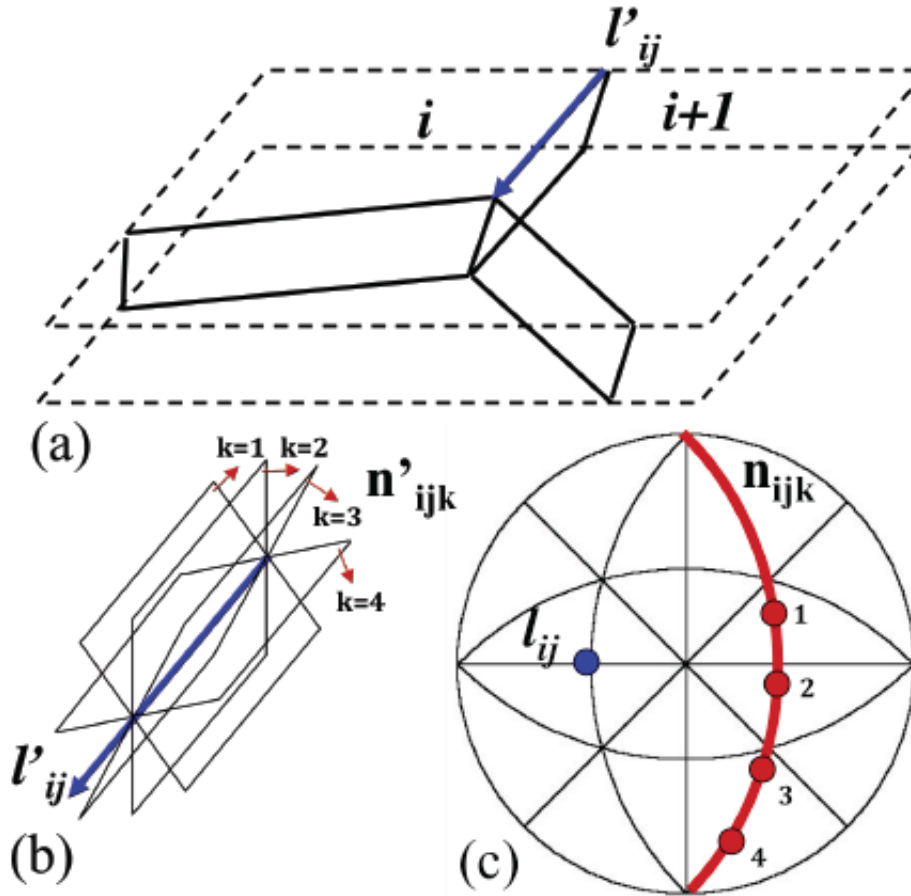 l'ij
i
i+1
(a)
k=1
k=2
n'ijk
k=3
k=4
l'ij
(b)
nijk
lij
1
2
3
4
(c)